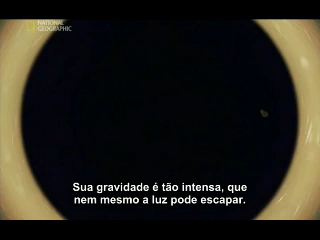 NATIONAL
GEOGRAPHIC
Sua gravidade é tão intensa, que
nem mesmo a luz pode escapar.